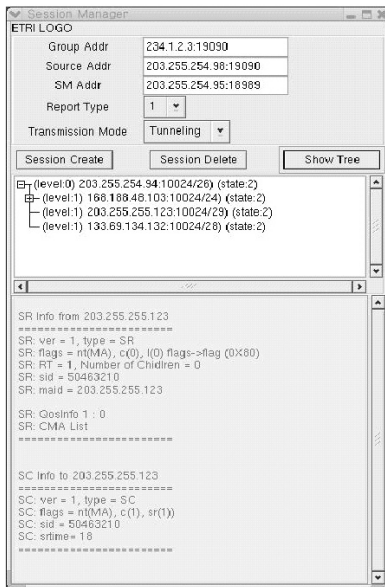 Session Manager
ETRI LOGO
Group Addr 234.1.2.3:19090
Source Addr 203.255.254.98:19090
SM Addr 203.255.254.95:18989
Report Type 1
Transmission Mode Tunneling
Session Create Session Delete Show Tree
(level:0) 203.255.254.94:10024/26) (state:2)
(level:1) 168.188.48.103:10024/24) (state:2)
(level:1) 203.255.255.123:10024/29) (state:2)
(level:1) 133.69.134.132:10024/28) (state:2)
SR Info from 203.255.255.123
========================
SR: ver = 1, type = SR
SR: flags = nt(MA), c(0), l(0) flags->flag (0X80)
SR: RT = 1, Number of Chidlren = 0
SR: sid = 50463210
SR: maid = 203.255.255.123
SR: QosInfo 1 : 0
SR: CMA List
========================
SC Info to 203.255.255.123
========================
SC: ver = 1, type = SC
SC: flags = nt(MA), c(1), sr(1))
SC: sid = 50463210
SC: srtime= 18
========================